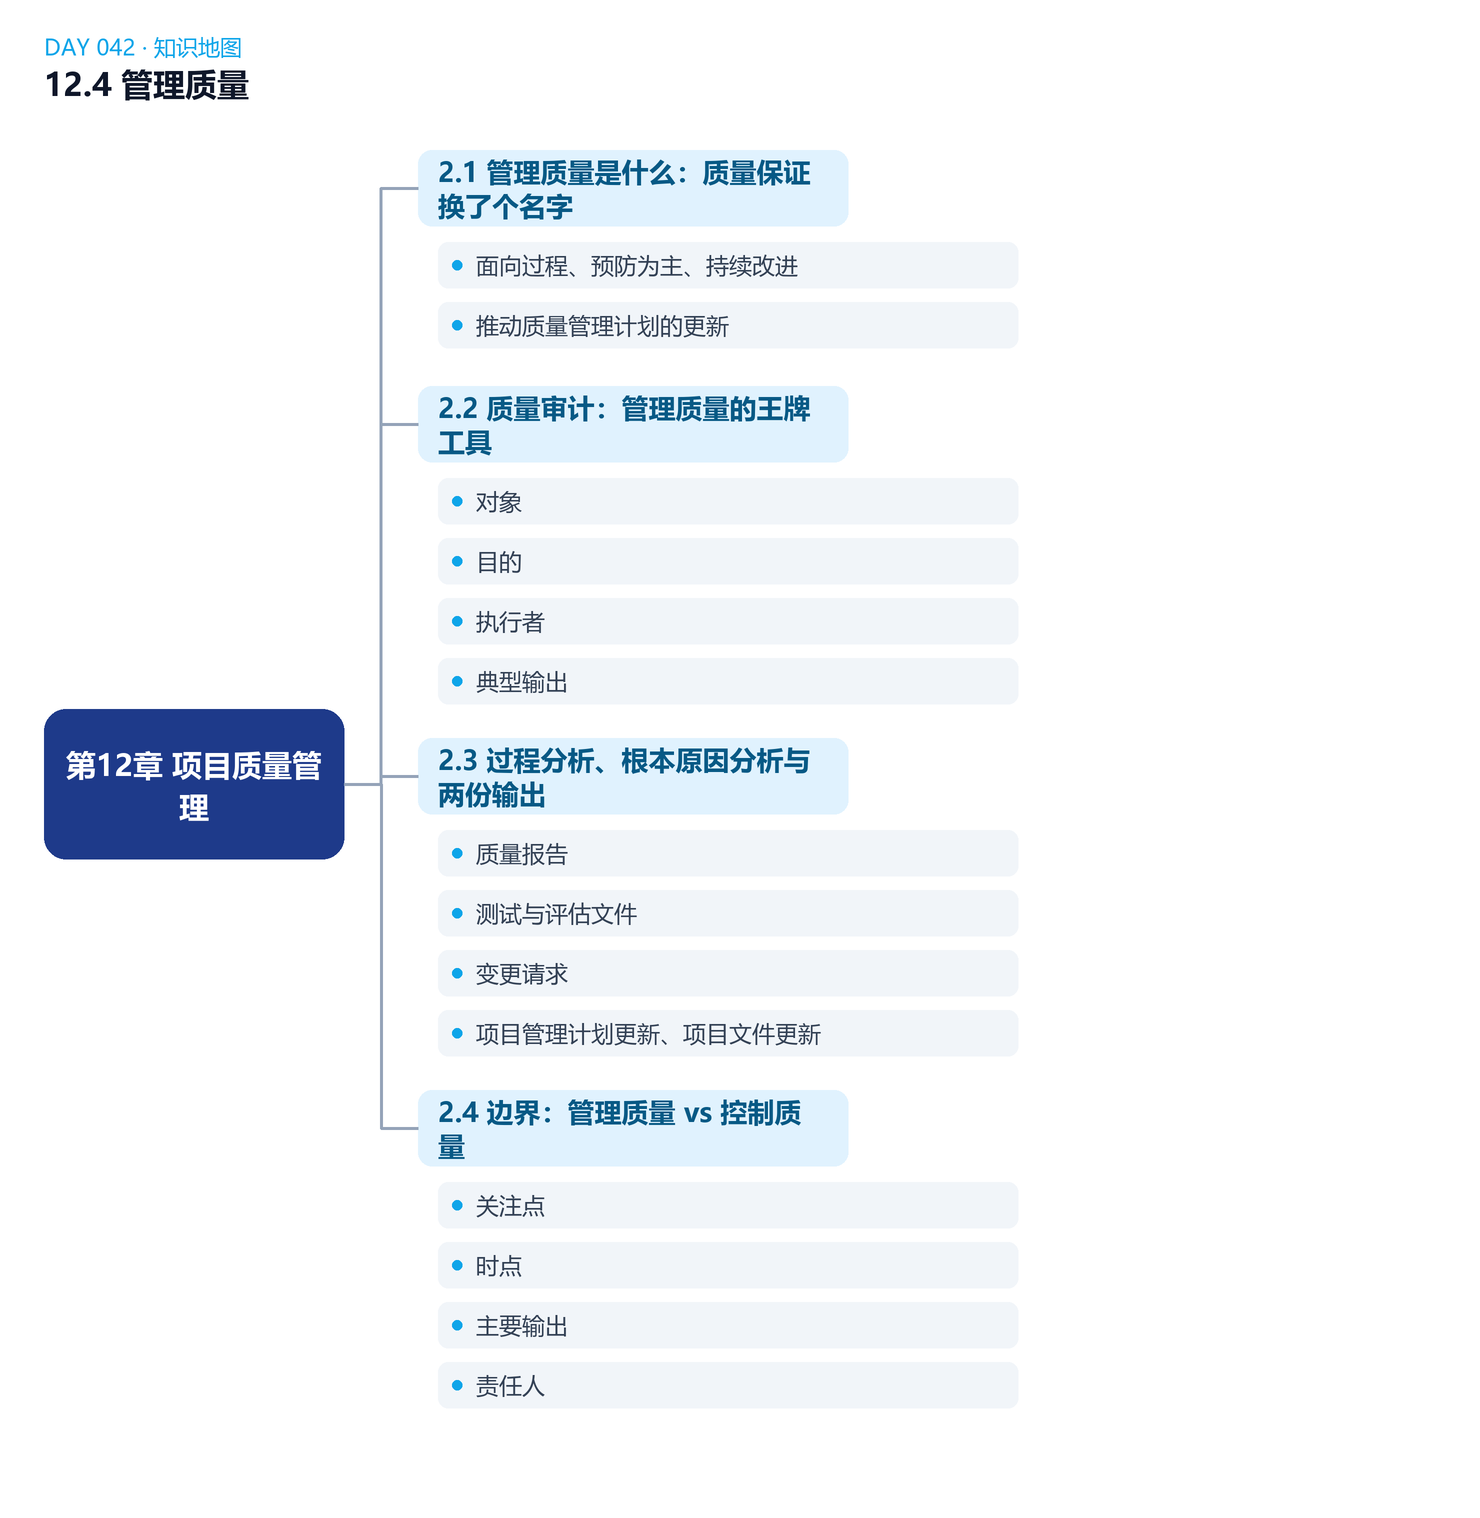 DAY 042 · 知识地图
12.4 管理质量
2.1 管理质量是什么：质量保证
换了个名字
面向过程、预防为主、持续改进
推动质量管理计划的更新
2.2 质量审计：管理质量的王牌
工具
对象
目的
执行者
典型输出
第12章 项目质量管
理
2.3 过程分析、根本原因分析与
两份输出
质量报告
测试与评估文件
变更请求
项目管理计划更新、项目文件更新
2.4 边界：管理质量 vs 控制质
量
关注点
时点
主要输出
责任人